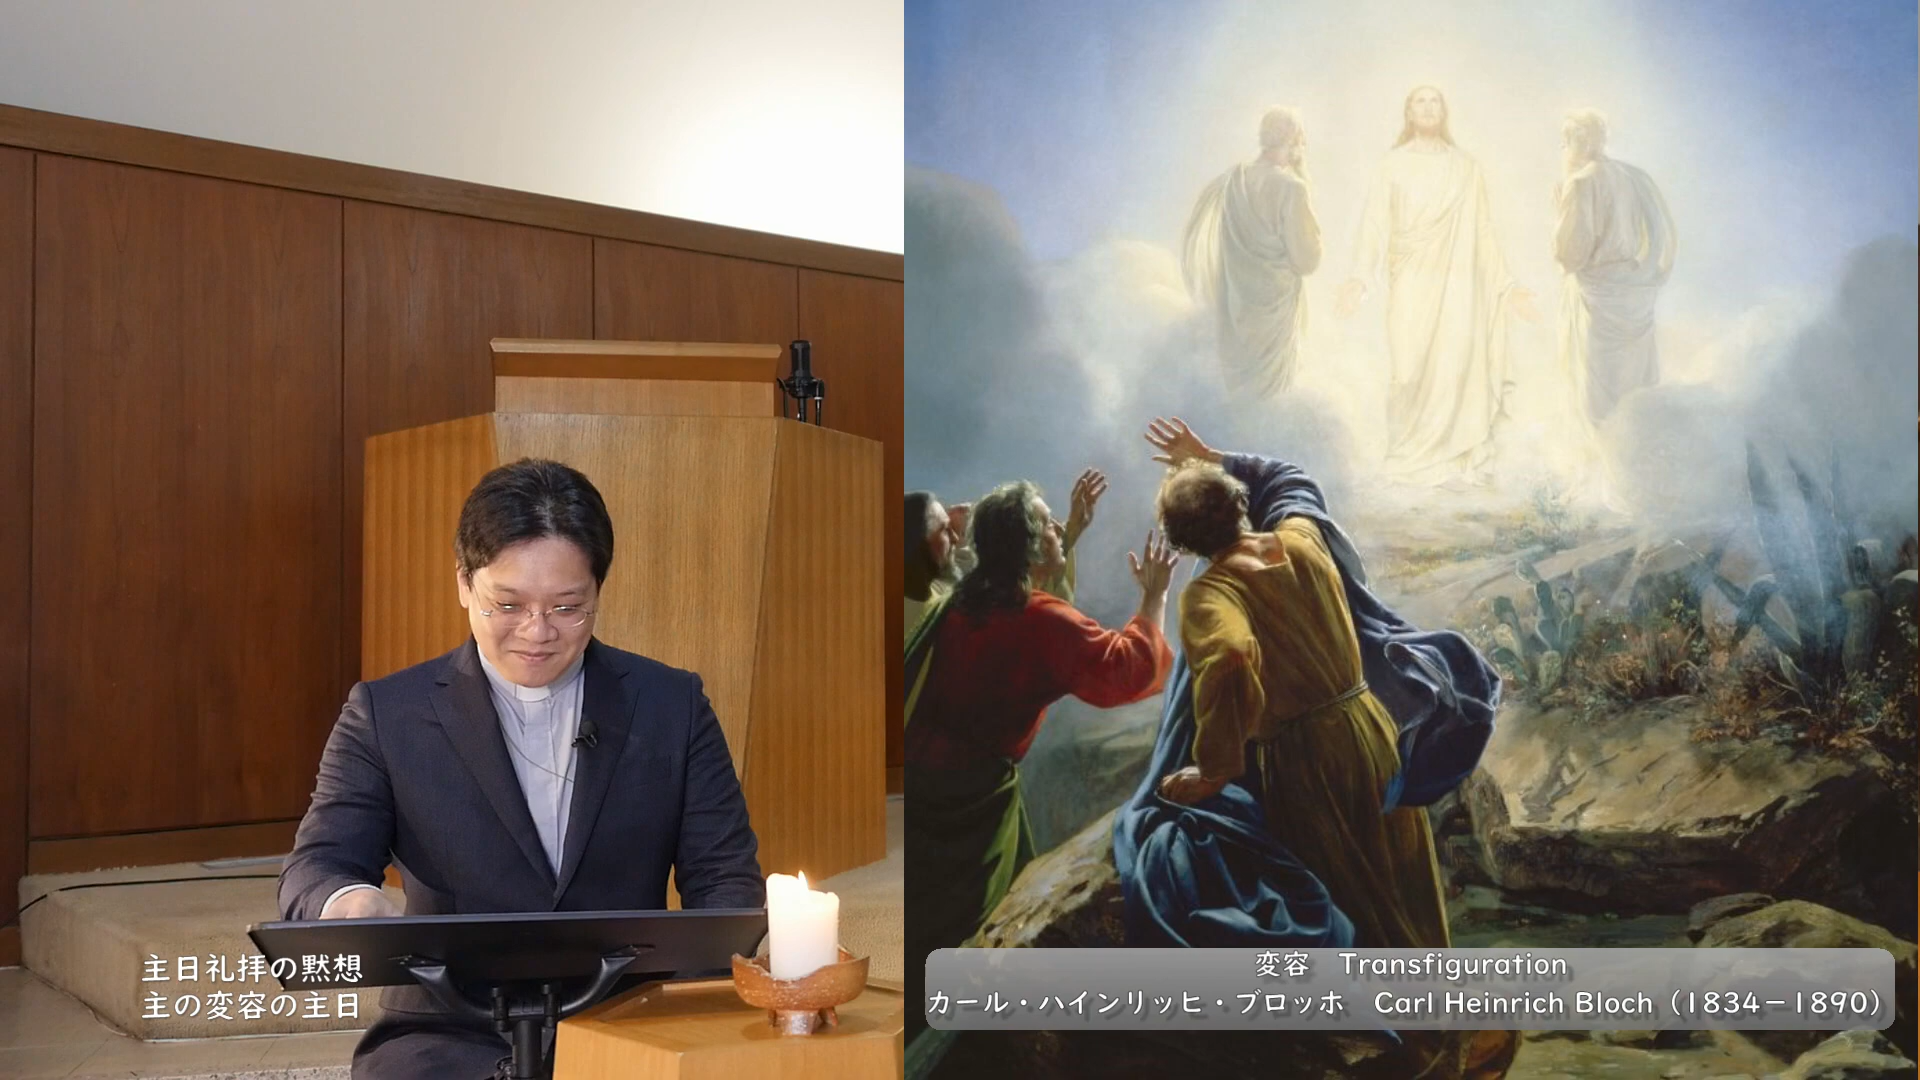 主日礼拝の黙想
主の変容の主日
変容　Transfiguration
カール・ハインリッヒ・ブロッホ　Carl Heinrich Bloch（1834－1890）